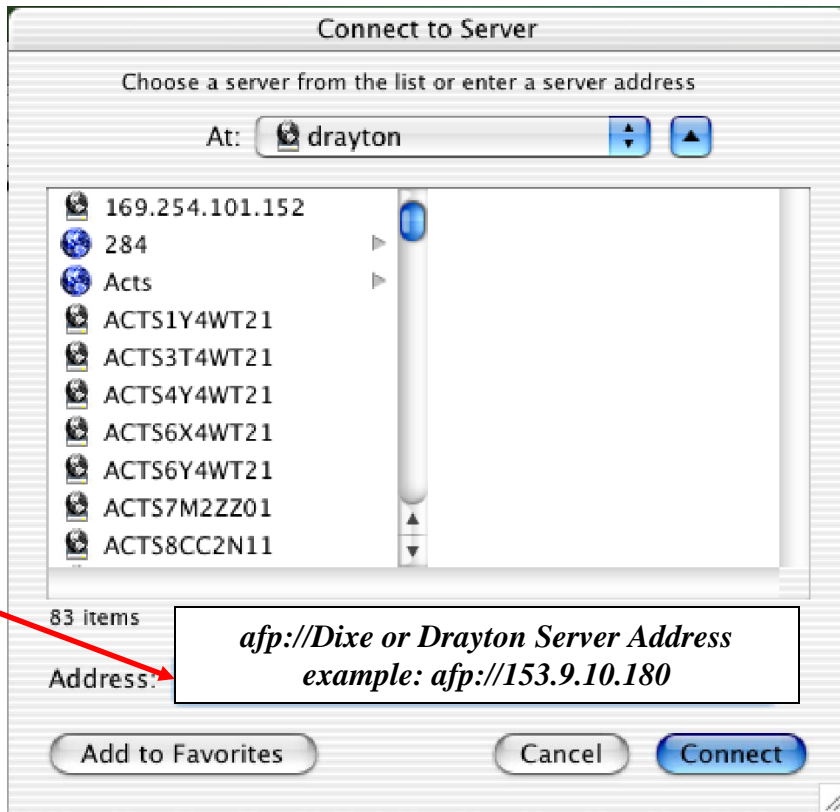 Connect to Server
Choose a server from the list or enter a server address
At: drayton
169.254.101.152
284
Acts
ACTS1Y4WT21
ACTS3T4WT21
ACTS4Y4WT21
ACTS6X4WT21
ACTS6Y4WT21
ACTS7M2ZZ01
ACTS8CC2N11
83 items
afp://Dixe or Drayton Server Address
example: afp://153.9.10.180
Address:
Add to Favorites Cancel Connect